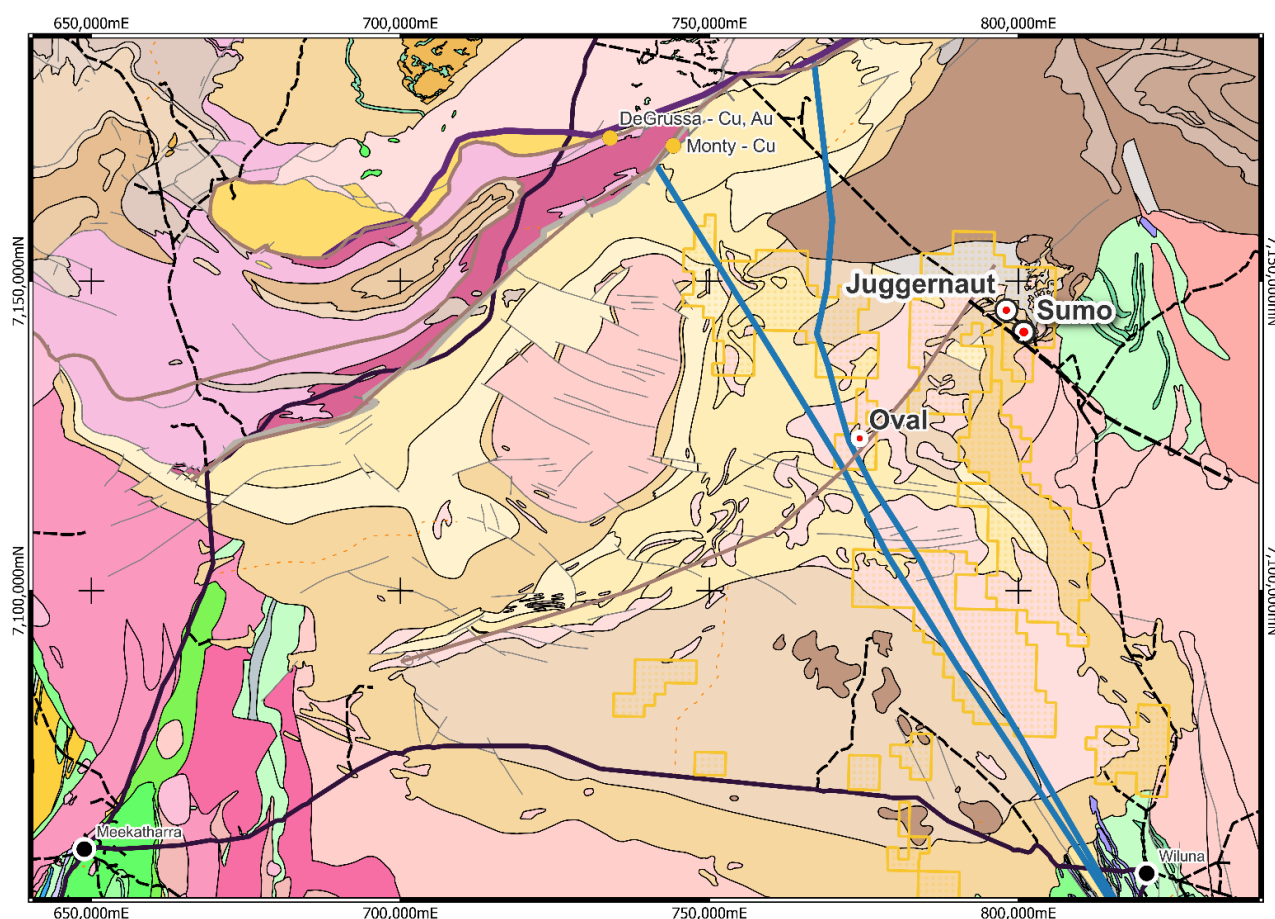 650,000mE 700,000mE 750,000mE 800,000mE
DeGrussa - Cu, Au
Monty - Cu
7,150,000mN
Juggernaut
Sumo
Oval
7,100,000mN
Meekatharra
Wiluna
650,000mE 700,000mE 750,000mE 800,000mE